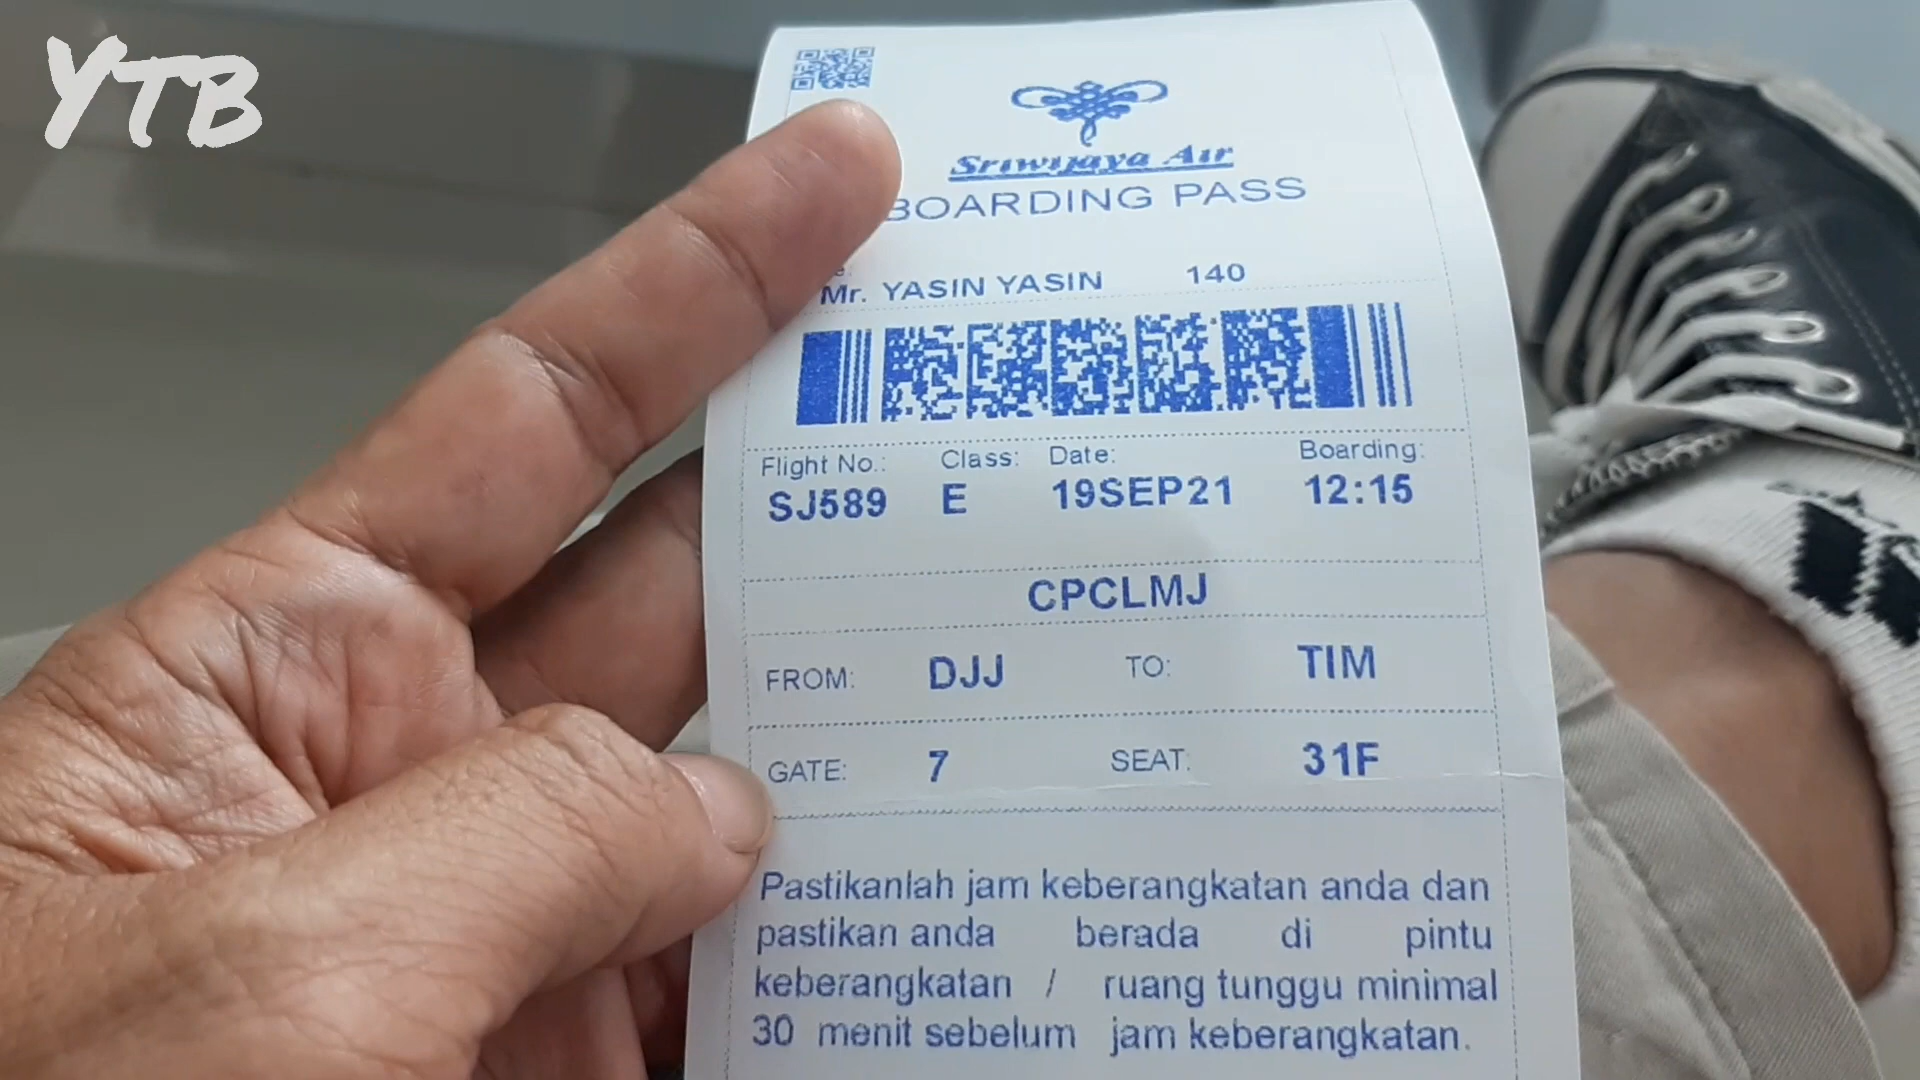 YTB
Sriwijaya Air
BOARDING PASS
Mr. YASIN YASIN 140
Flight No.: Class: Date: Boarding:
SJ589 E 19SEP21 12:15
CPCLMJ
FROM: DJJ TO: TIM
GATE: 7 SEAT: 31F
Pastikanlah jam keberangkatan anda dan
pastikan anda berada di pintu
keberangkatan / ruang tunggu minimal
30 menit sebelum jam keberangkatan.